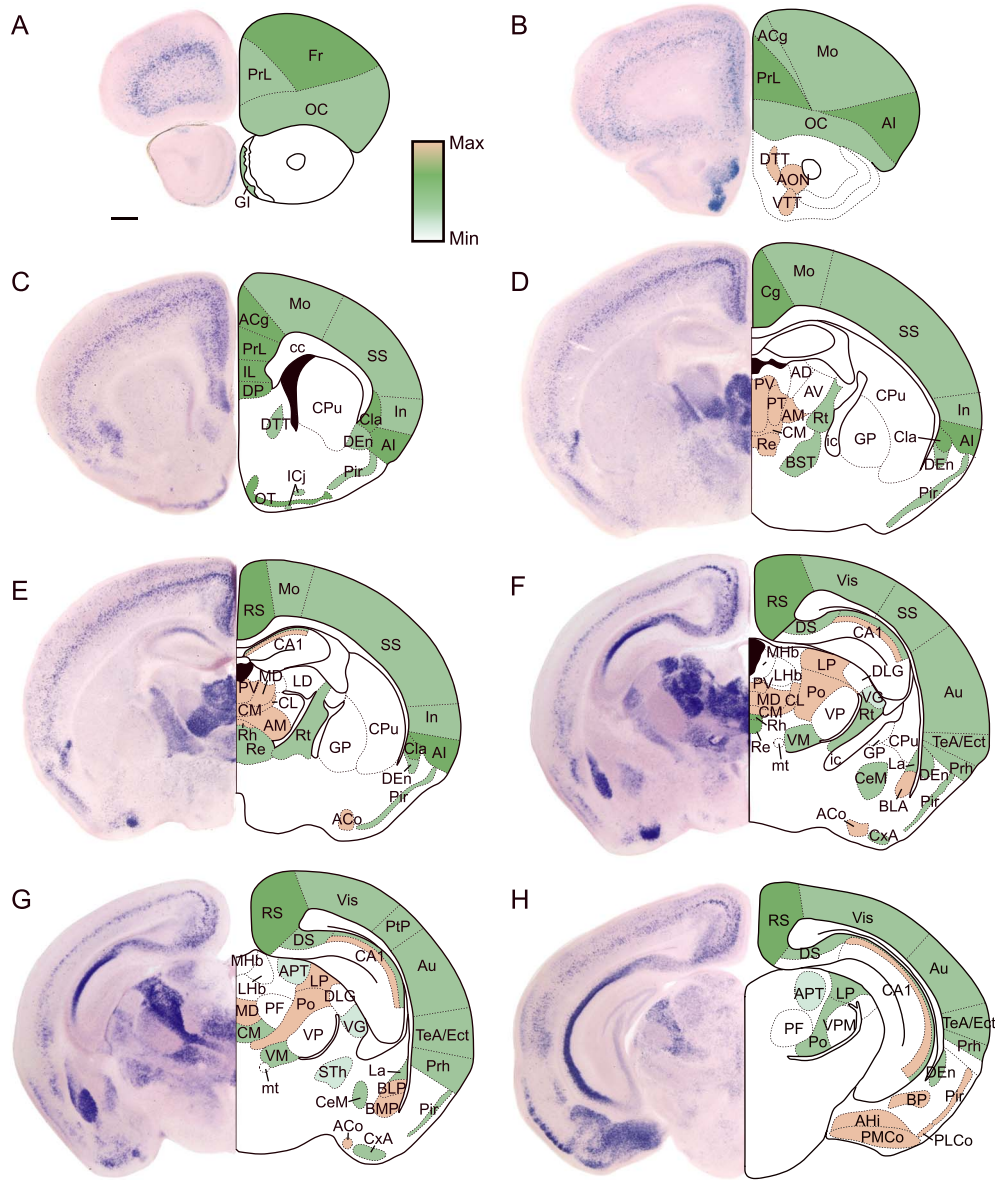 A
Fr
PrL
OC
Gl
Max
Min
B
ACg
Mo
PrL
AI
OC
DTT
AON
VTT
C
Mo
ACg
SS
PrL
cc
IL
DP
In
CPu
Cla
DTT
AI
DEn
ICj
Pir
OT
D
Mo
Cg
SS
AD
PV
AV
PT
AM
Rt
In
CM
ic
GP
Cla
AI
Re
BST
DEn
Pir
E
Mo
RS
SS
CA1
MD
LD
PV
CL
CM
AM
In
Rh
Rt
CPu
Cla
AI
Re
GP
DEn
Pir
ACo
F
Vis
RS
SS
DS
CA1
MHb
LHb
LP
DLG
PV
Po
VG
Au
MD
CL
CM
VP
Rt
Rh
Re
VM
GP
CPu
TeA/Ect
mt
ic
La
DEn
Prh
CeM
BLA
Pir
ACo
CxA
G
Vis
RS
PtP
DS
CA1
MHb
APT
Au
LHb
LP
DLG
MD
PF
Po
CM
VP
VG
TeA/Ect
VM
mt
STh
La
Prh
BLP
CeM
BMP
Pir
ACo
CxA
H
Vis
RS
DS
Au
APT
LP
CA1
PF
VPM
TeA/Ect
Po
Prh
DEn
BP
Pir
AHi
PMCo
PLCo